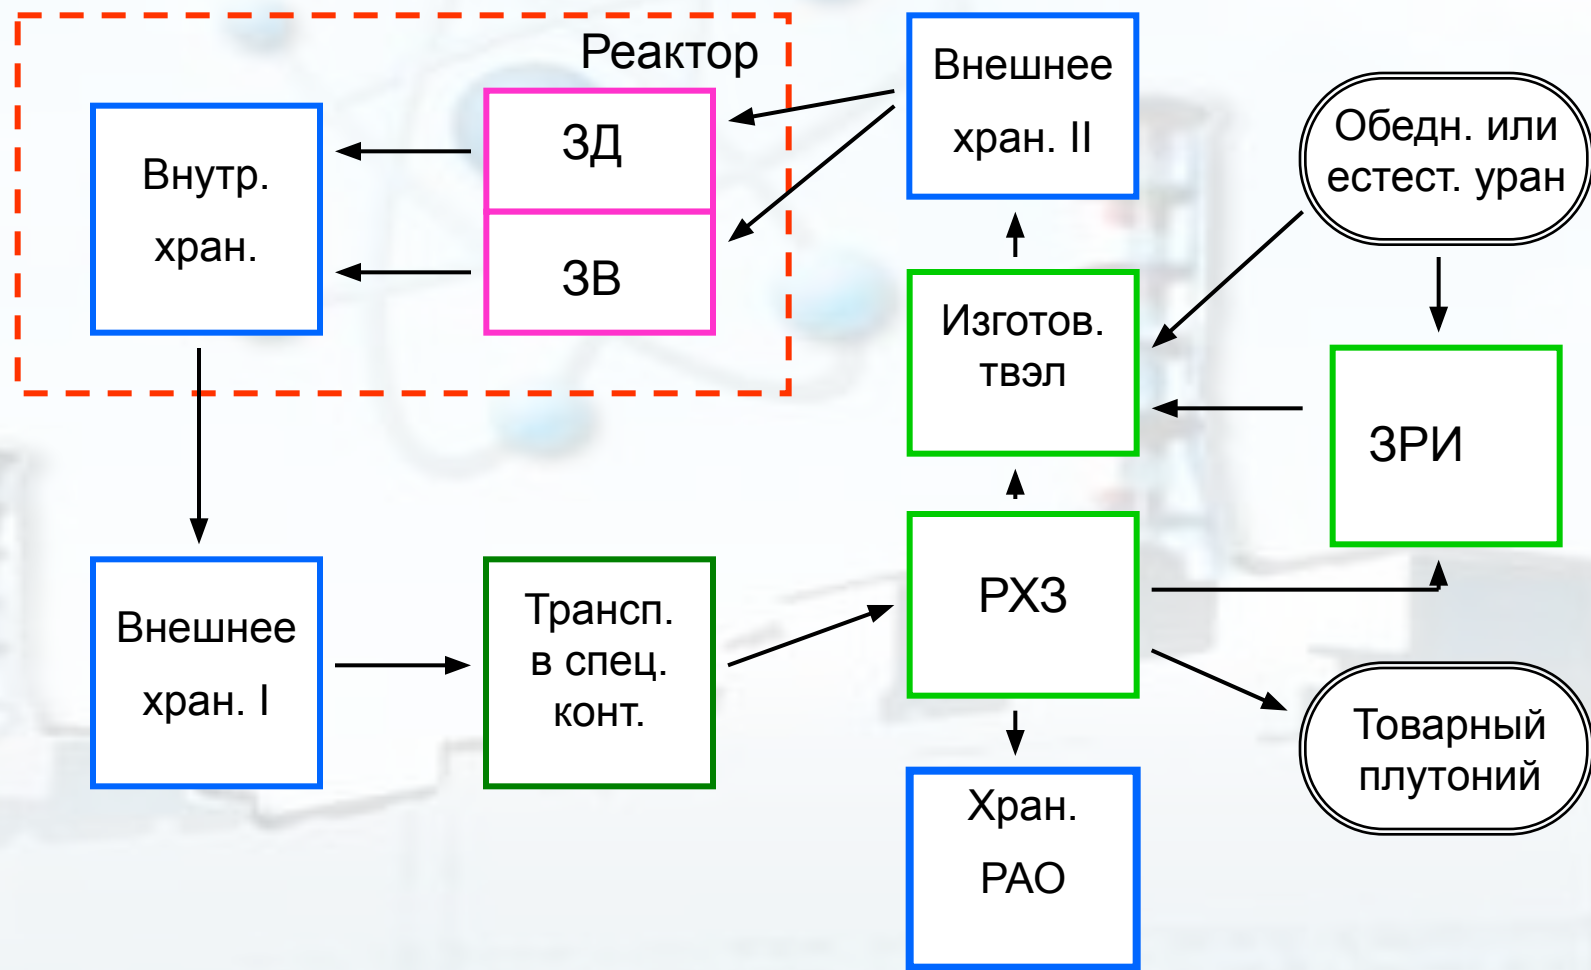 Реактор
ЗД
ЗВ
Внутр.
хран.
Внешнее
хран. II
Обедн. или
естест. уран
Изготов.
твэл
ЗРИ
Внешнее
хран. I
Трансп.
в спец.
конт.
РХЗ
Товарный
плутоний
Хран.
РАО